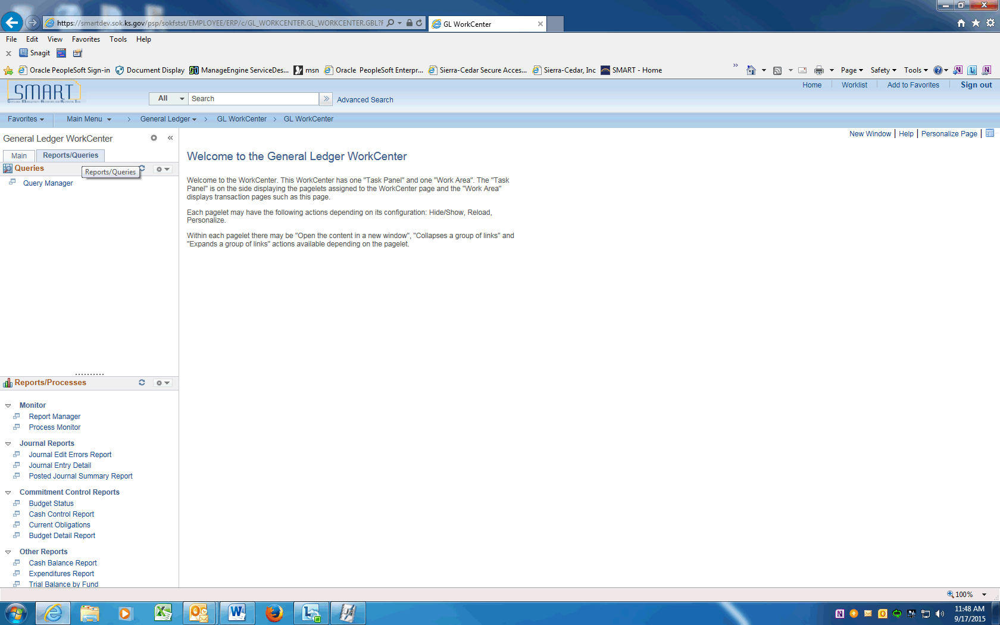 https://smartdev.sok.ks.gov/psp/sokfstst/EMPLOYEE/ERP/c/GL_WORKCENTER.GL_WORKCENTER.GBL?F
GL WorkCenter
File Edit View Favorites Tools Help
Snagit
Oracle PeopleSoft Sign-in Document Display ManageEngine ServiceDes... msn Oracle PeopleSoft Enterpr... Sierra-Cedar Secure Acces... Sierra-Cedar, Inc SMART - Home Page Safety Tools
SMART
Home Worklist Add to Favorites Sign out
All Search Advanced Search
Favorites Main Menu > General Ledger > GL WorkCenter > GL WorkCenter
New Window | Help | Personalize Page |
General Ledger WorkCenter
Main Reports/Queries
Queries
Reports/Queries
Query Manager
Welcome to the General Ledger WorkCenter
Welcome to the WorkCenter. This WorkCenter has one "Task Panel" and one "Work Area". The "Task
Panel" is on the side displaying the pagelets assigned to the WorkCenter page and the "Work Area"
displays transaction pages such as this page.
Each pagelet may have the following actions depending on its configuration: Hide/Show, Reload,
Personalize.
Within each pagelet there may be "Open the content in a new window", "Collapses a group of links" and
"Expands a group of links" actions available depending on the pagelet.
Reports/Processes
Monitor
Report Manager
Process Monitor
Journal Reports
Journal Edit Errors Report
Journal Entry Detail
Posted Journal Summary Report
Commitment Control Reports
Budget Status
Cash Control Report
Current Obligations
Budget Detail Report
Other Reports
Cash Balance Report
Expenditures Report
Trial Balance by Fund
100%
11:48 AM
9/17/2015